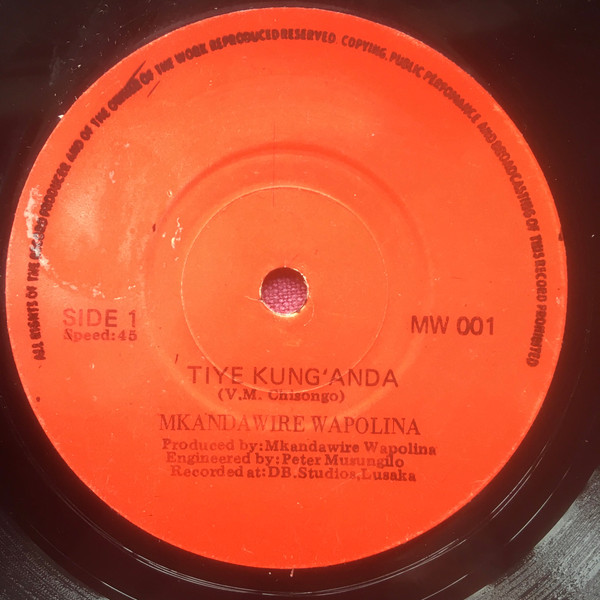 ALL RIGHTS OF THE RECORD PRODUCER AND OF THE OWNER OF THE WORK REPRODUCED RESERVED. COPYING, PUBLIC PERFOMANCE AND BROADCASTING OF THIS RECORD PROHIBITED
SIDE 1
Speed:45
MW 001
TIYE KUNG'ANDA
(V.M. Chisongo)
MKANDAWIRE WAPOLINA
Produced by:Mkandawire Wapolina
Engineered by:Peter Musungilo
Recorded at:DB.Studios,Lusaka